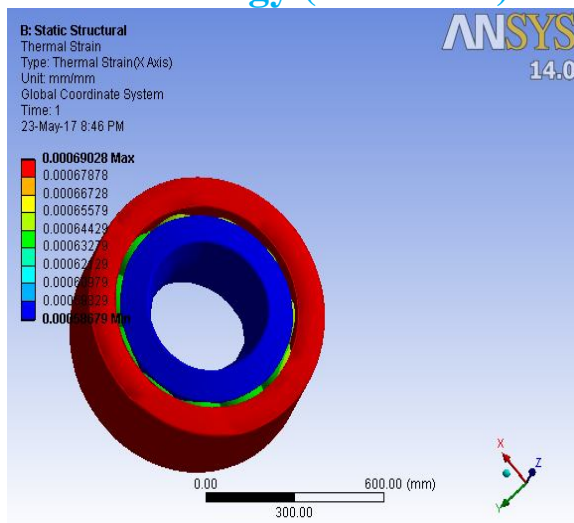 B: Static Structural
Thermal Strain
Type: Thermal Strain(X Axis)
Unit: mm/mm
Global Coordinate System
Time: 1
23-May-17 8:46 PM
ANSYS
14.0
0.00069028 Max
0.00067878
0.00066728
0.00065579
0.00064429
0.00063279
X
Z
Y
0.00
600.00 (mm)
300.00